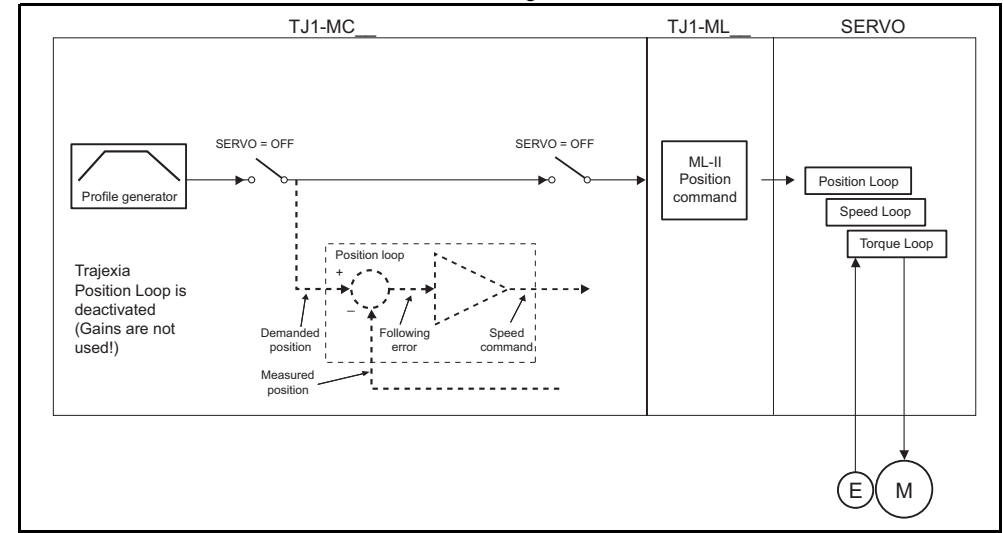 TJ1-MC__
TJ1-ML__
SERVO
SERVO = OFF
SERVO = OFF
Profile generator
ML-II
Position
command
Position Loop
Speed Loop
Torque Loop
Position loop
+
–
Trajexia
Position Loop is
deactivated
(Gains are not
used!)
Demanded
position
Following
error
Speed
command
Measured
position
E
M